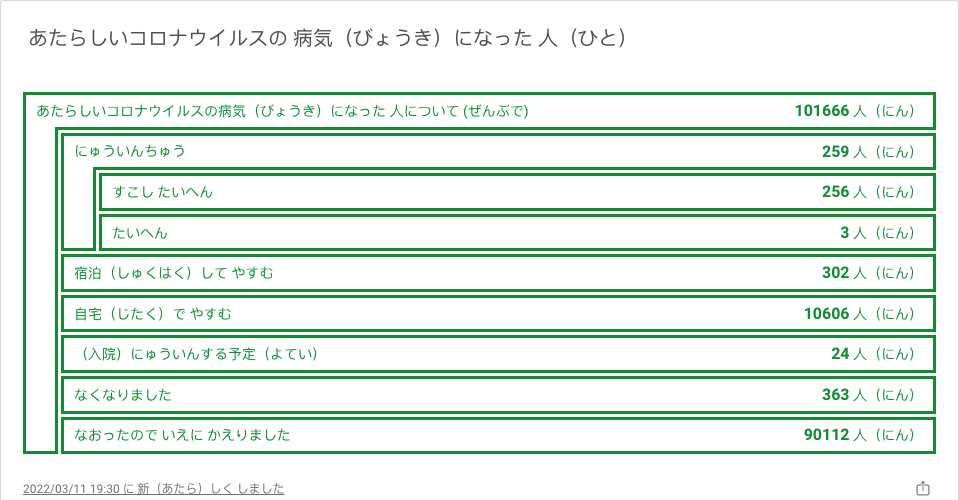 あたらしいコロナウイルスの 病気（びょうき）になった 人（ひと）
あたらしいコロナウイルスの病気（びょうき）になった 人について (ぜんぶで) 101666 人（にん）
にゅういんちゅう 259 人（にん）
すこし たいへん 256 人（にん）
たいへん 3 人（にん）
宿泊（しゅくはく）して やすむ 302 人（にん）
自宅（じたく）で やすむ 10606 人（にん）
（入院）にゅういんする予定（よてい） 24 人（にん）
なくなりました 363 人（にん）
なおったので いえに かえりました 90112 人（にん）
2022/03/11 19:30 に 新（あたら）しく しました